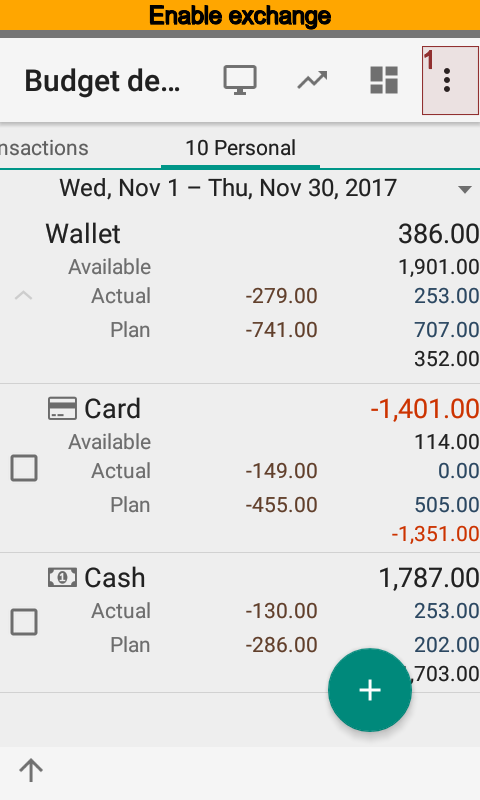 Enable exchange
Budget de...
1
nsactions
10 Personal
Wed, Nov 1 – Thu, Nov 30, 2017
Wallet 386.00
Available 1,901.00
Actual -279.00 253.00
Plan -741.00 707.00
352.00
Card -1,401.00
Available 114.00
Actual -149.00 0.00
Plan -455.00 505.00
-1,351.00
Cash 1,787.00
Actual -130.00 253.00
Plan -286.00 202.00
,703.00